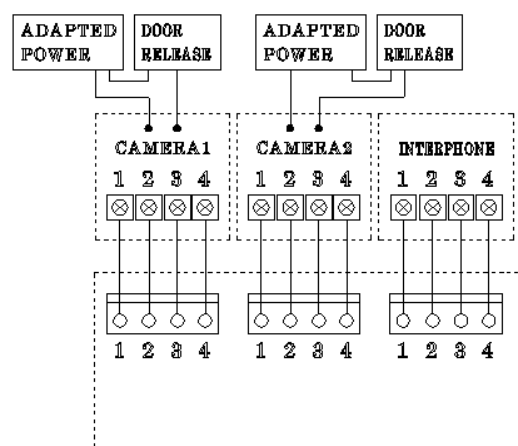 ADAPTED POWER
DOOR RELEASE
ADAPTED POWER
DOOR RELEASE
CAMERA1
CAMERA2
INTERPHONE
1 2 3 4
1 2 3 4
1 2 3 4
1 2 3 4
1 2 3 4
1 2 3 4